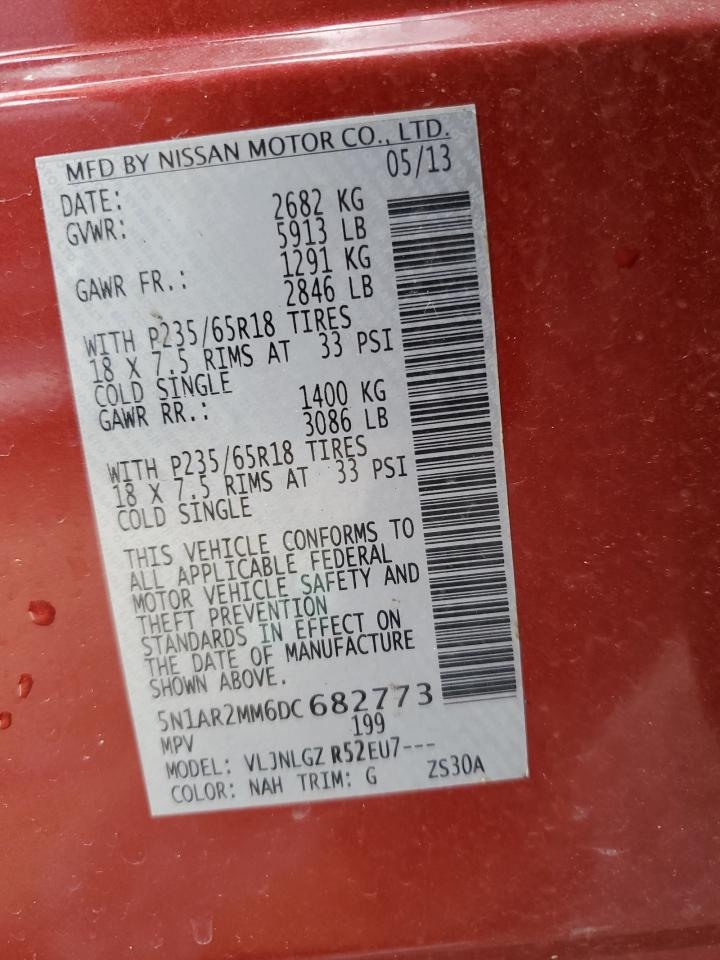 MFD BY NISSAN MOTOR CO., LTD.
DATE: 05/13
GVWR: 2682 KG
5913 LB
GAWR FR.: 1291 KG
2846 LB
WITH P235/65R18 TIRES
18 X 7.5 RIMS AT 33 PSI
COLD SINGLE
GAWR RR.: 1400 KG
3086 LB
WITH P235/65R18 TIRES
18 X 7.5 RIMS AT 33 PSI
COLD SINGLE
THIS VEHICLE CONFORMS TO
ALL APPLICABLE FEDERAL
MOTOR VEHICLE SAFETY AND
THEFT PREVENTION
STANDARDS IN EFFECT ON
THE DATE OF MANUFACTURE
SHOWN ABOVE.
5N1AR2MM6DC682773
MPV 199
MODEL: VLJNLGZ R52EU7---
COLOR: NAH TRIM: G ZS30A